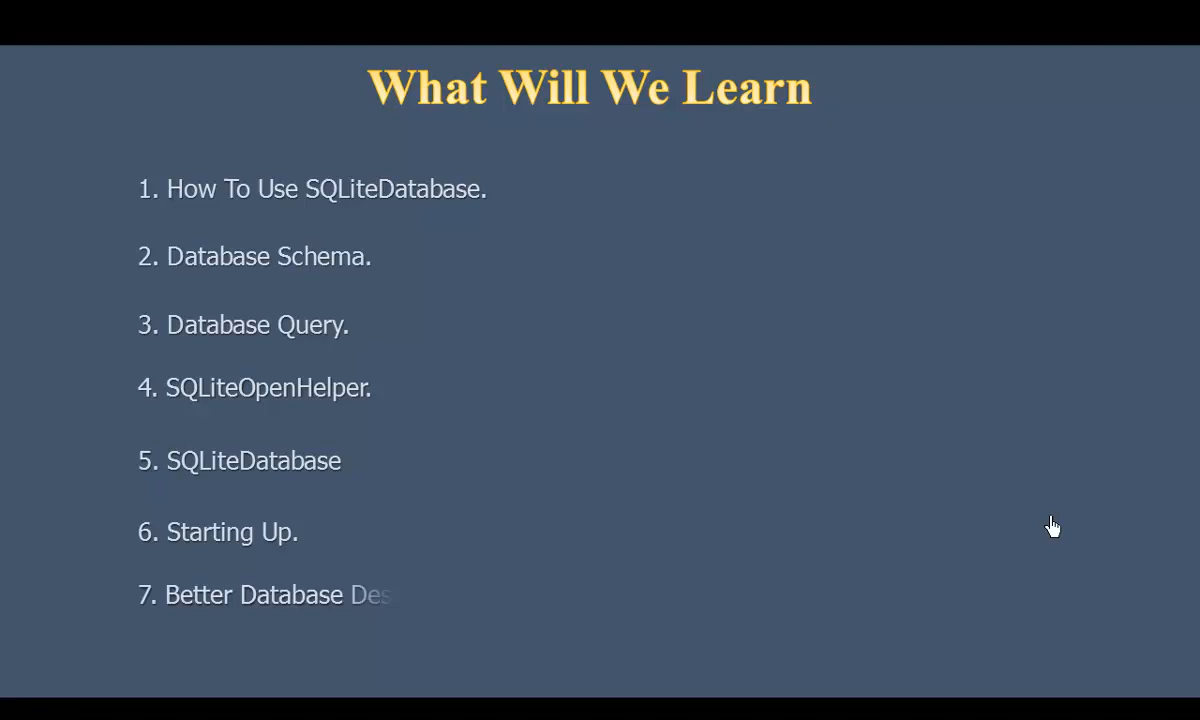 What Will We Learn
1. How To Use SQLiteDatabase.
2. Database Schema.
3. Database Query.
4. SQLiteOpenHelper.
5. SQLiteDatabase
6. Starting Up.
7. Better Database Des